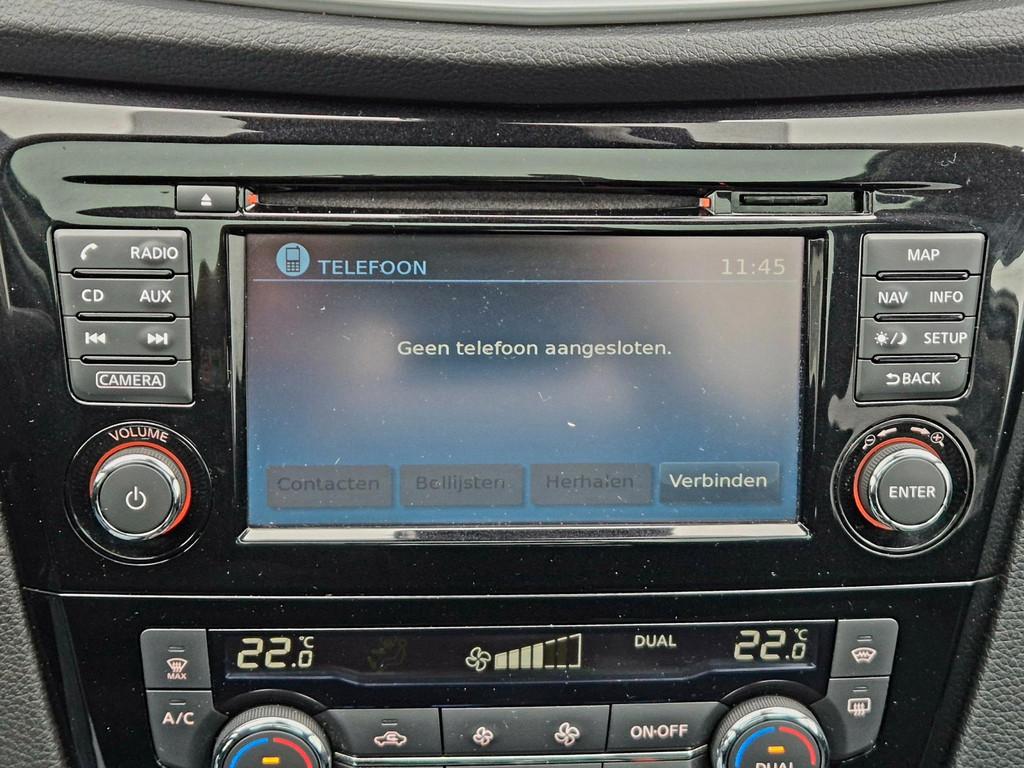 RADIO
CD AUX
CAMERA
VOLUME
TELEFOON 11:45
Geen telefoon aangesloten.
Contacten Bellijsten Herhalen Verbinden
MAP
NAV INFO
SETUP
BACK
ENTER
MAX
A/C
22.0°C DUAL 22.0°C
ON·OFF
DUAL